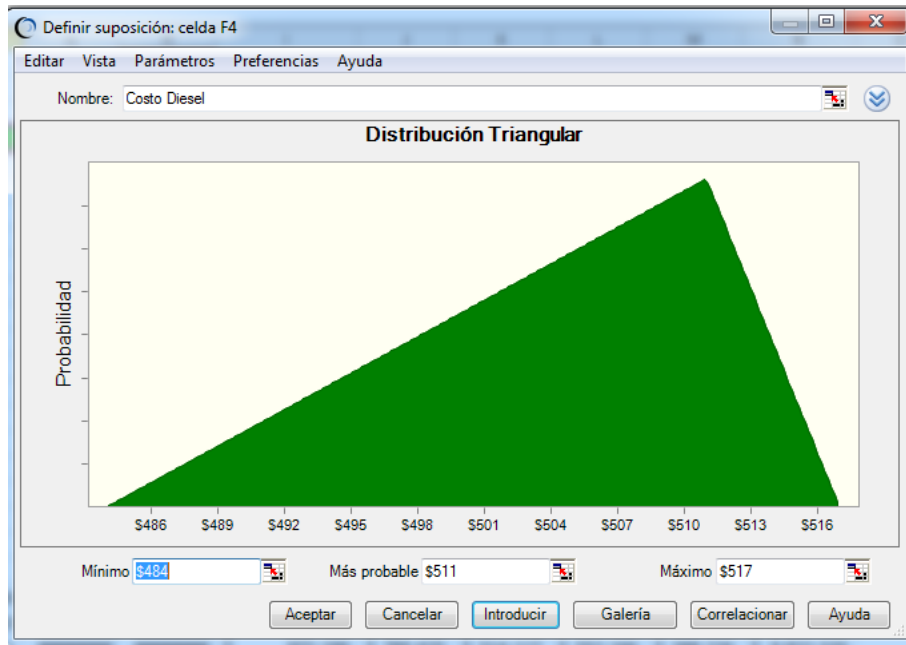 Definir suposición: celda F4
Editar Vista Parámetros Preferencias Ayuda
Nombre: Costo Diesel
Distribución Triangular
Probabilidad
$486 $489 $492 $495 $498 $501 $504 $507 $510 $513 $516
Mínimo $484 Más probable $511 Máximo $517
Aceptar Cancelar Introducir Galería Correlacionar Ayuda